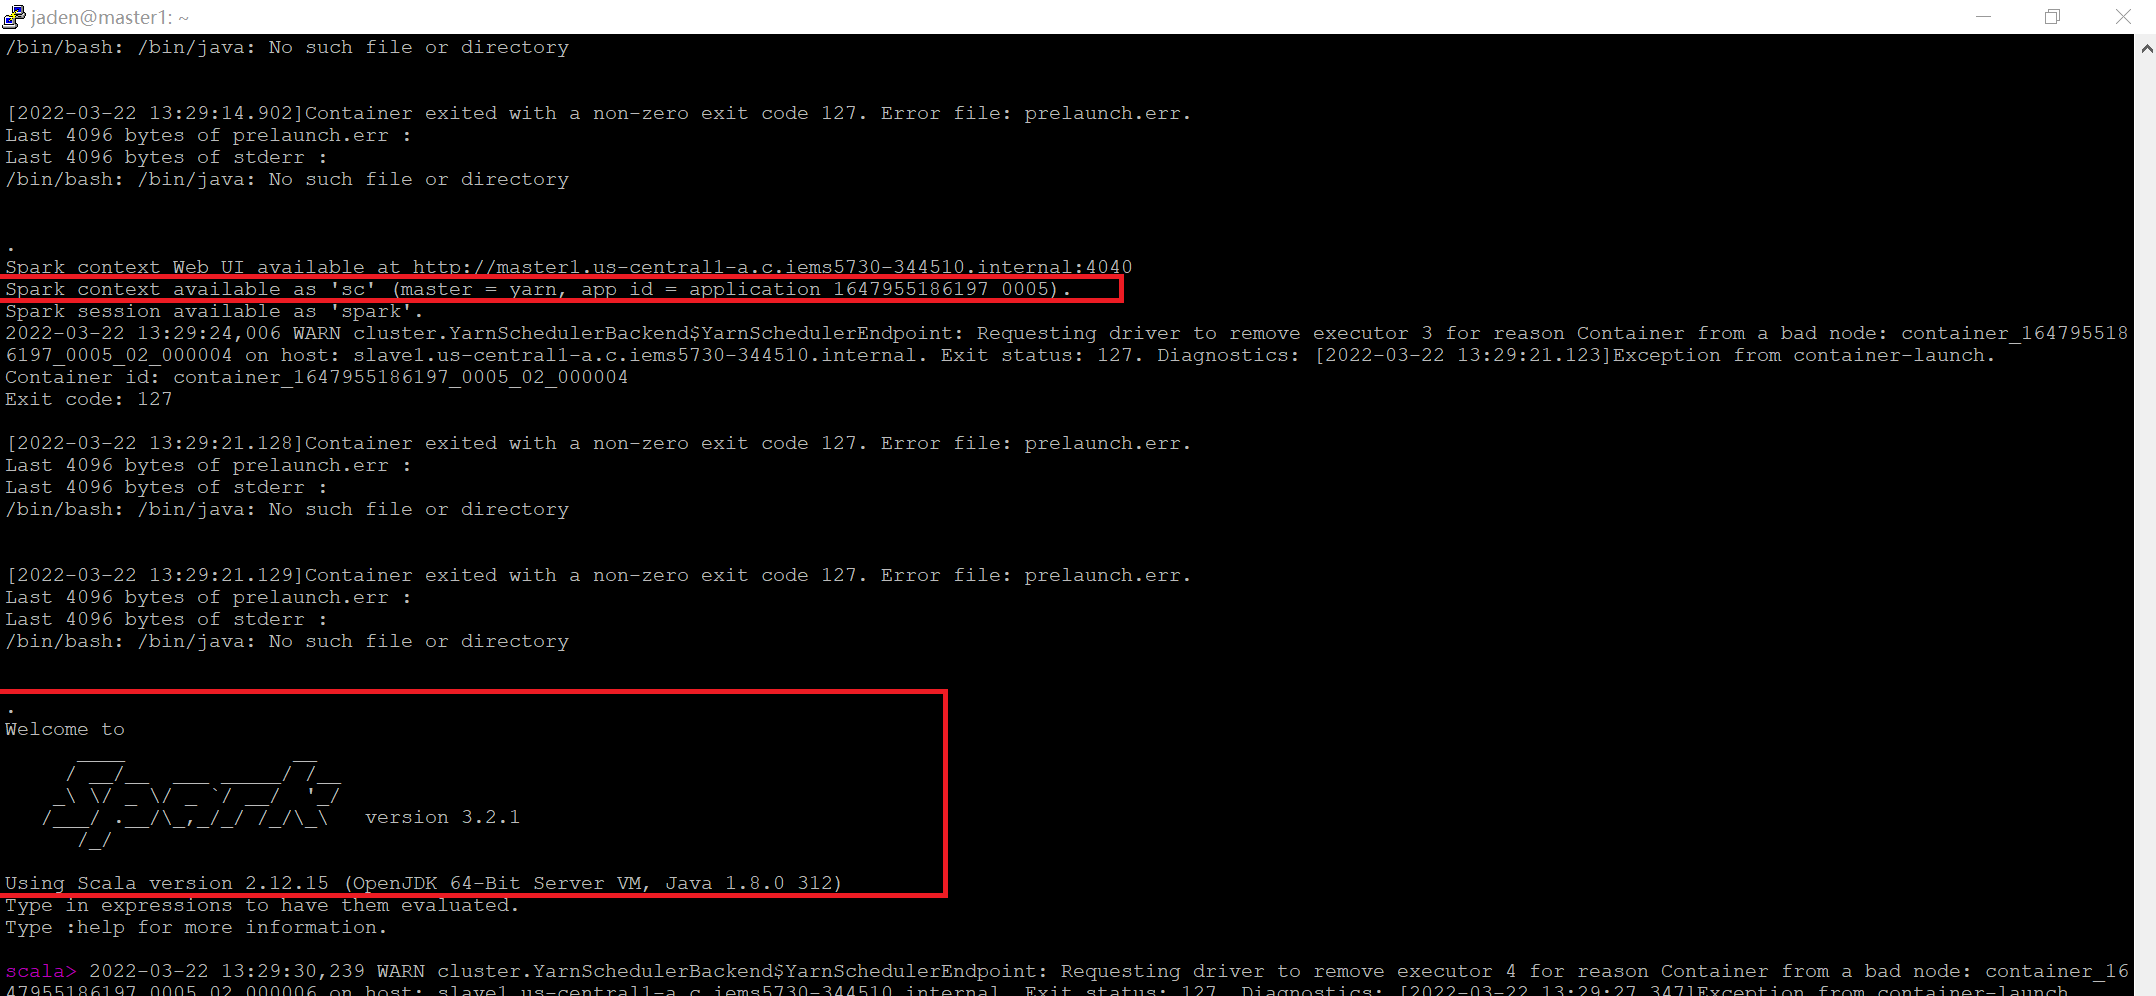 jaden@master1: ~
/bin/bash: /bin/java: No such file or directory
[2022-03-22 13:29:14.902]Container exited with a non-zero exit code 127. Error file: prelaunch.err.
Last 4096 bytes of prelaunch.err :
Last 4096 bytes of stderr :
/bin/bash: /bin/java: No such file or directory
.
Spark context Web UI available at http://master1.us-central1-a.c.iems5730-344510.internal:4040
Spark context available as 'sc' (master = yarn, app id = application_1647955186197_0005).
Spark session available as 'spark'.
2022-03-22 13:29:24,006 WARN cluster.YarnSchedulerBackend$YarnSchedulerEndpoint: Requesting driver to remove executor 3 for reason Container from a bad node: container_164795518
6197_0005_02_000004 on host: slave1.us-central1-a.c.iems5730-344510.internal. Exit status: 127. Diagnostics: [2022-03-22 13:29:21.123]Exception from container-launch.
Container id: container_1647955186197_0005_02_000004
Exit code: 127
[2022-03-22 13:29:21.128]Container exited with a non-zero exit code 127. Error file: prelaunch.err.
Last 4096 bytes of prelaunch.err :
Last 4096 bytes of stderr :
/bin/bash: /bin/java: No such file or directory
[2022-03-22 13:29:21.129]Container exited with a non-zero exit code 127. Error file: prelaunch.err.
Last 4096 bytes of prelaunch.err :
Last 4096 bytes of stderr :
/bin/bash: /bin/java: No such file or directory
.
Welcome to
Spark version 3.2.1
Using Scala version 2.12.15 (OpenJDK 64-Bit Server VM, Java 1.8.0_312)
Type in expressions to have them evaluated.
Type :help for more information.
scala> 2022-03-22 13:29:30,239 WARN cluster.YarnSchedulerBackend$YarnSchedulerEndpoint: Requesting driver to remove executor 4 for reason Container from a bad node: container_16
47955186197_0005_02_000006 on host: slave1.us-central1-a.c.iems5730-344510.internal. Exit status: 127. Diagnostics: [2022-03-22 13:29:27.347]Exception from container-launch.